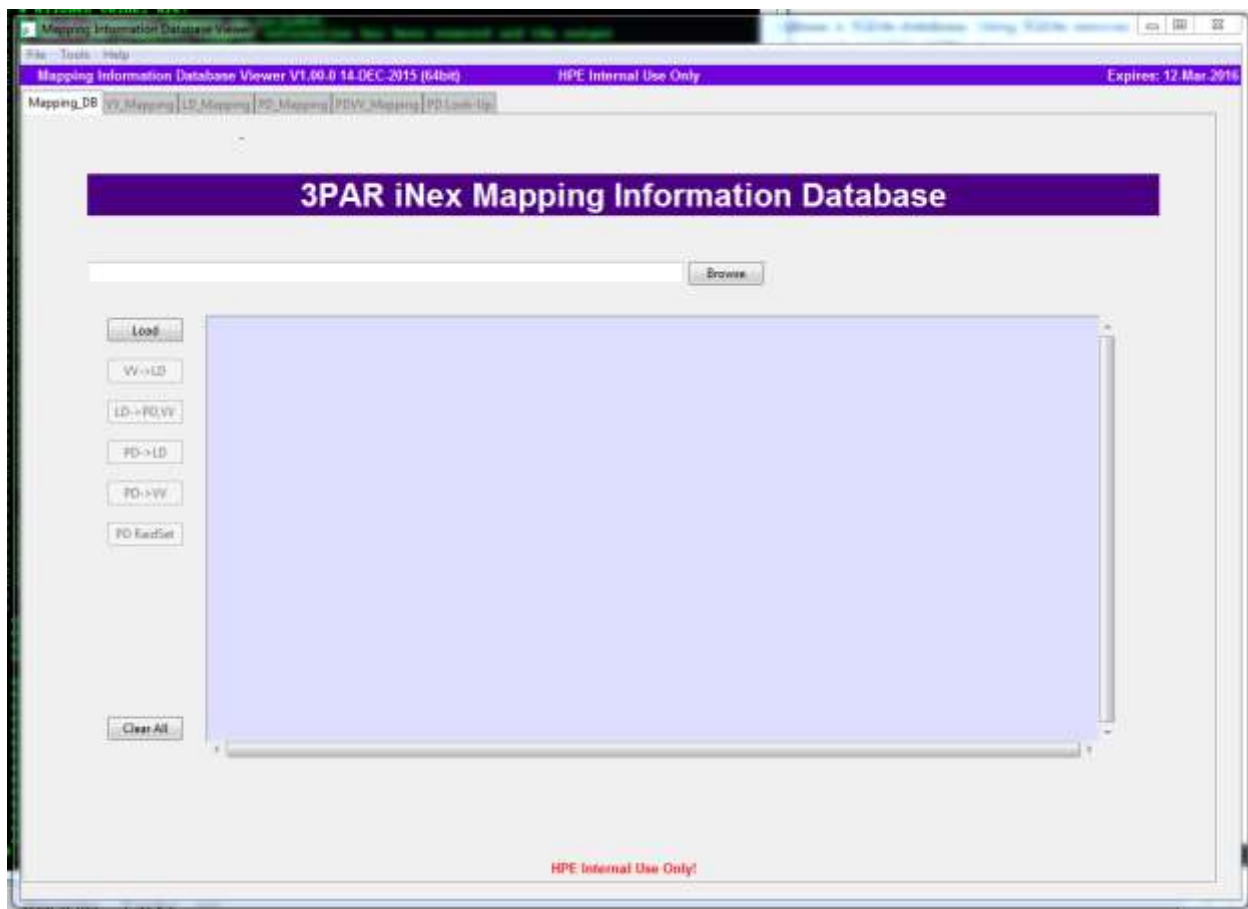 Mapping Information Database Viewer
File Tools Help
Mapping Information Database Viewer V1.00.0 14-DEC-2015 (64bit) HPE Internal Use Only Expires: 12.Mar.2016
Mapping_DB VV_Mapping LD_Mapping PD_Mapping PDVV_Mapping PD Look-Up
3PAR iNex Mapping Information Database
Browse
Load
VV->LD
LD->PD,VV
PD->LD
PD->VV
PD RaidSet
Clear All
HPE Internal Use Only!